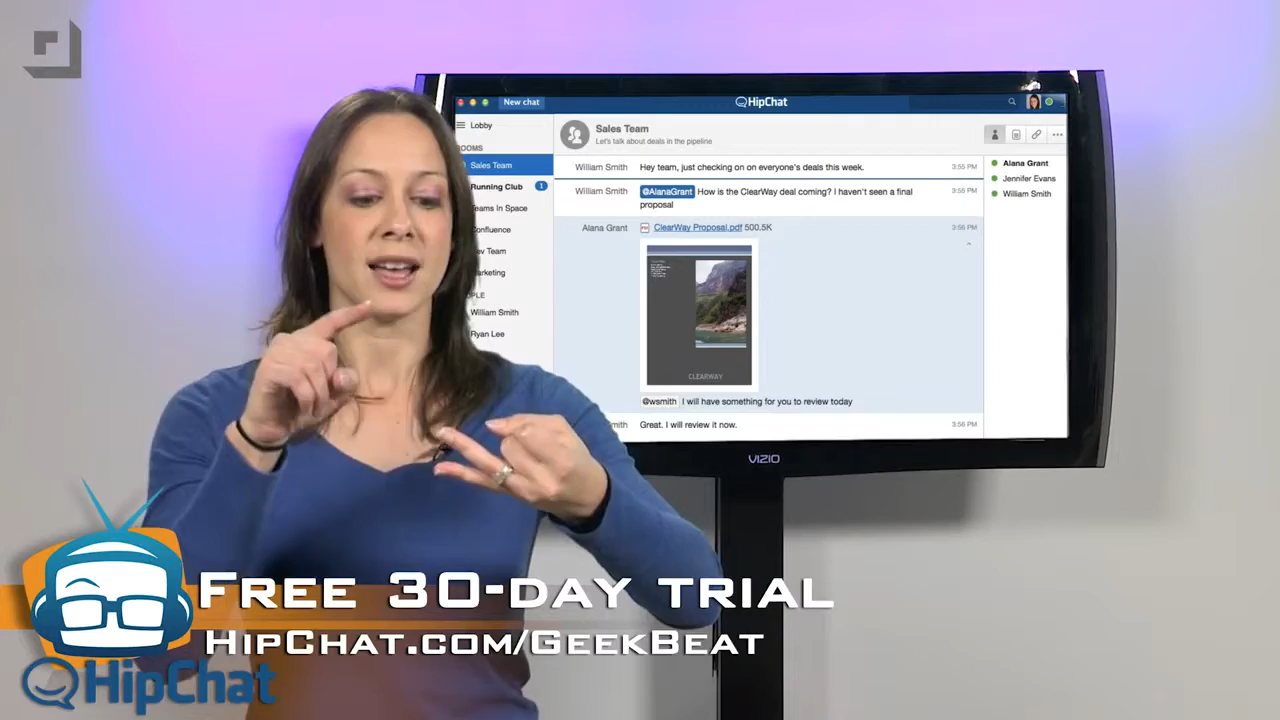 New chat
HipChat
Lobby
ROOMS
Sales Team
Running Club 1
Teams In Space
Confluence
Dev Team
Marketing
William Smith
Ryan Lee
Sales Team
Let's talk about deals in the pipeline
William Smith Hey team, just checking on on everyone's deals this week. 3:55 PM
William Smith @AlanaGrant How is the ClearWay deal coming? I haven't seen a final 3:55 PM
proposal
Alana Grant ClearWay Proposal.pdf 500.5K 3:56 PM
CLEARWAY
@wsmith I will have something for you to review today
Great. I will review it now. 3:56 PM
Alana Grant
Jennifer Evans
William Smith
VIZIO
FREE 30-DAY TRIAL
HIPCHAT.COM/GEEKBEAT
HipChat